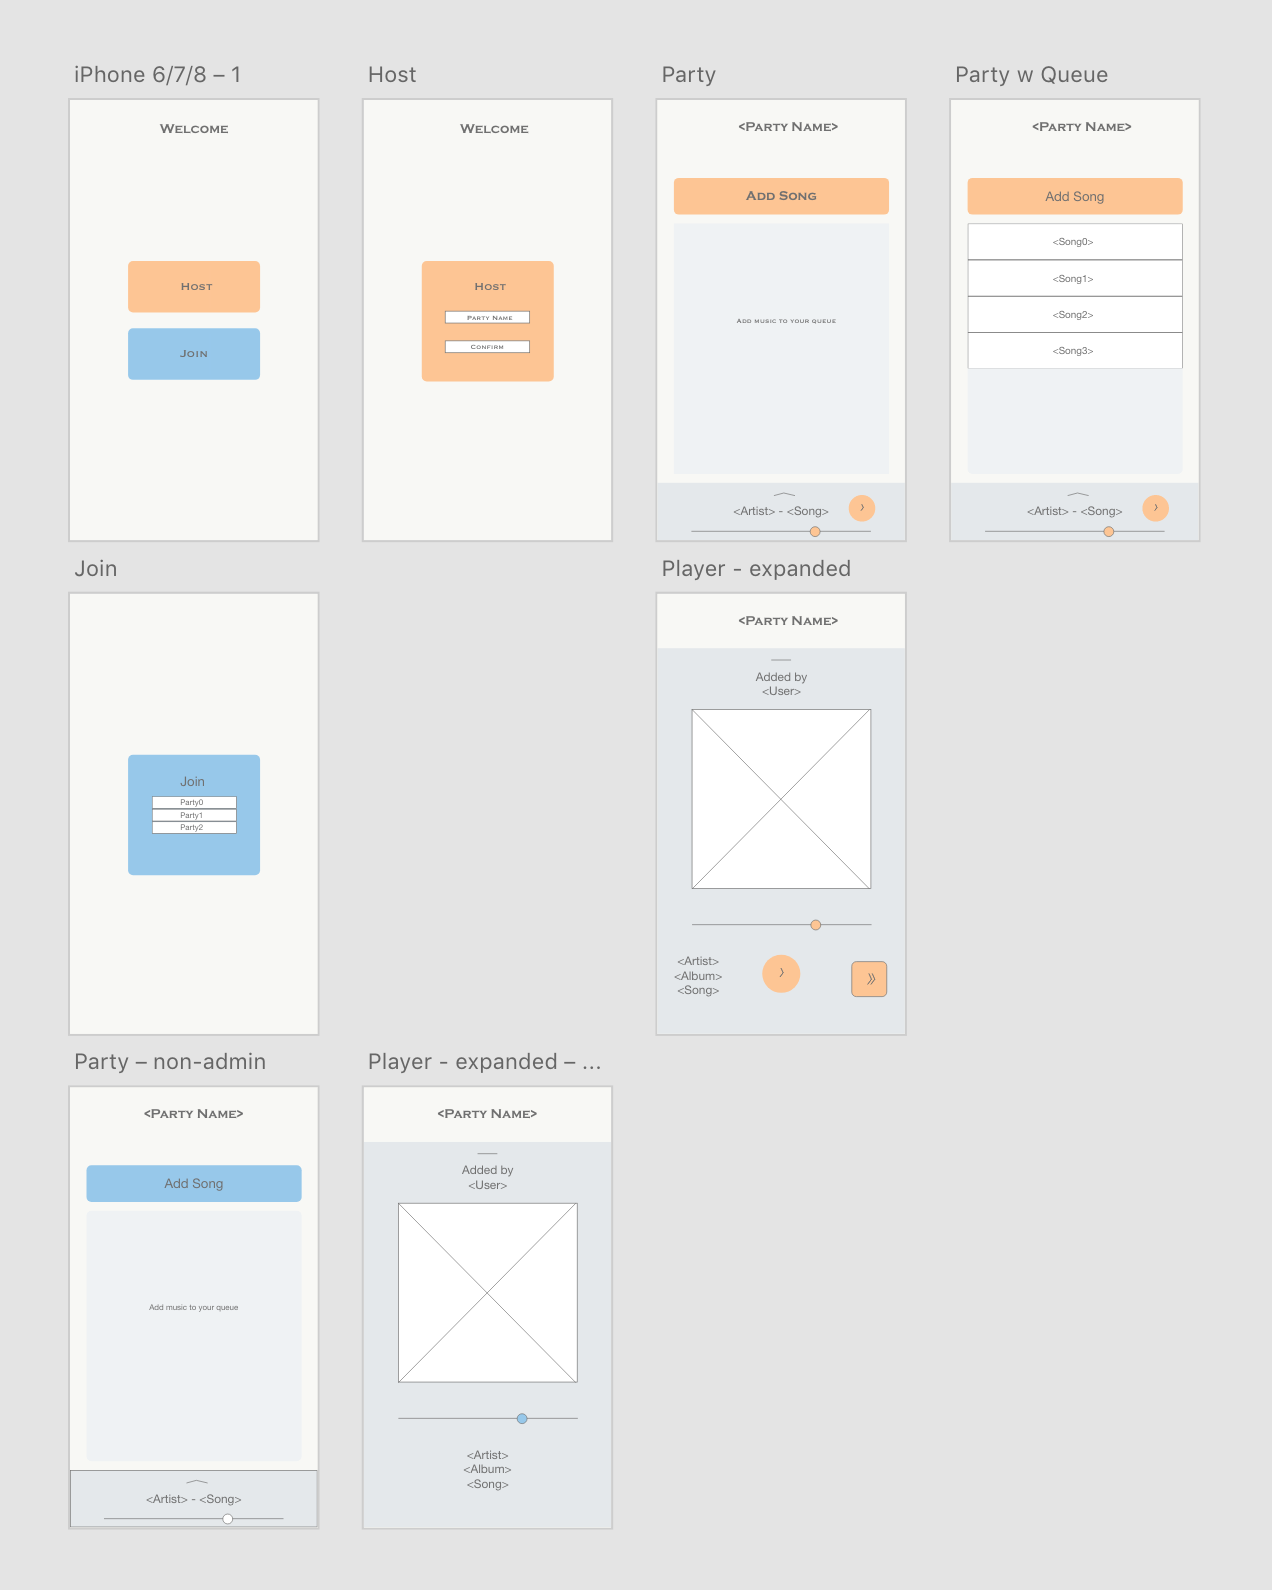 iPhone 6/7/8 – 1
Welcome
Host
Join
Host
Welcome
Host
Party Name
Confirm
Party
<Party Name>
Add Song
Add music to your queue
<Artist> - <Song>
Party w Queue
<Party Name>
Add Song
<Song0>
<Song1>
<Song2>
<Song3>
<Artist> - <Song>
Join
Join
Party0
Party1
Party2
Player - expanded
<Party Name>
Added by
<User>
<Artist>
<Album>
<Song>
Party – non-admin
<Party Name>
Add Song
Add music to your queue
<Artist> - <Song>
Player - expanded – ...
<Party Name>
Added by
<User>
<Artist>
<Album>
<Song>